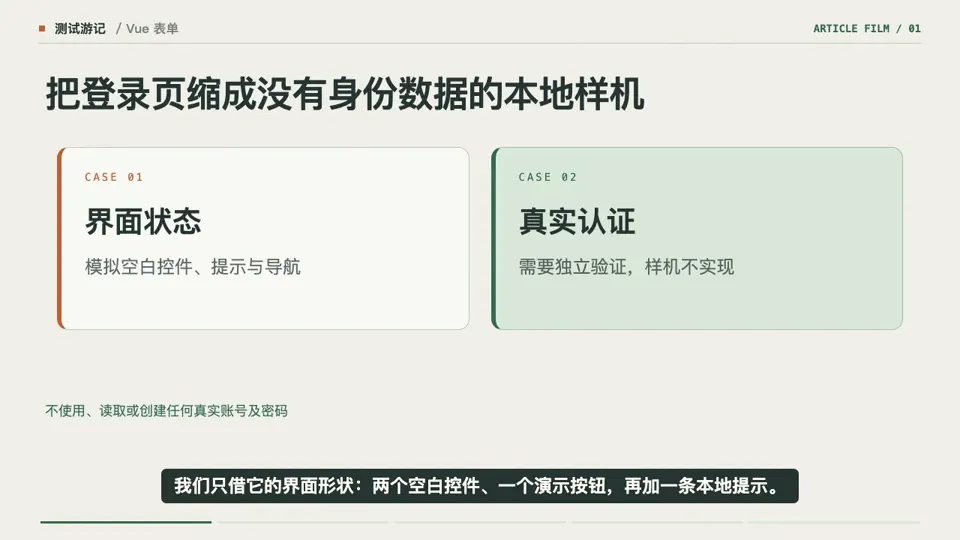 测试游记 / Vue 表单
ARTICLE FILM / 01
把登录页缩成没有身份数据的本地样机
CASE 01
界面状态
模拟空白控件、提示与导航
CASE 02
真实认证
需要独立验证，样机不实现
不使用、读取或创建任何真实账号及密码
我们只借它的界面形状：两个空白控件、一个演示按钮，再加一条本地提示。